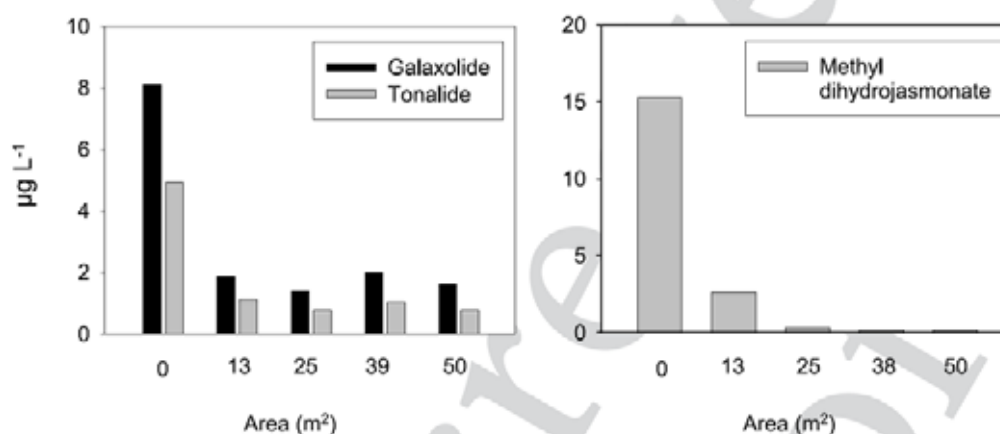 10
8
6
4
2
0
µg L⁻¹
Galaxolide
Tonalide
0 13 25 39 50
Area (m²)
20
15
10
5
0
Methyl
dihydrojasmonate
0 13 25 38 50
Area (m²)